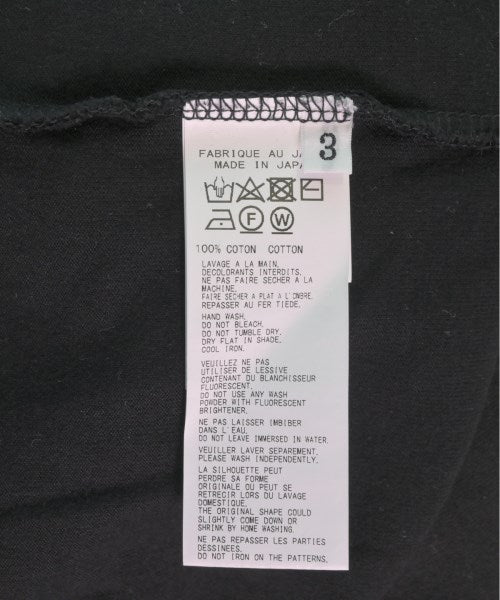 3
FABRIQUE AU
MADE IN
F W
100% COTON COTTON
LAVAGE A LA MAIN.
DECOLORANTS INTERDITS.
NE PAS FAIRE SECHER A LA
MACHINE.
FAIRE SECHER A PLAT A L'OMBRE.
REPASSER AU FER TIEDE.
HAND WASH.
DO NOT BLEACH.
DO NOT TUMBLE DRY.
DRY FLAT IN SHADE.
COOL IRON.
VEUILLEZ NE PAS
UTILISER DE LESSIVE
CONTENANT DU BLANCHISSEUR
FLUORESCENT.
DO NOT USE ANY WASH
POWDER WITH FLUORESCENT
BRIGHTENER.
NE PAS LAISSER IMBIBER
DANS L'EAU.
DO NOT LEAVE IMMERSED IN WATER.
VEUILLER LAVER SEPAREMENT.
PLEASE WASH INDEPENDENTLY.
LA SILHOUETTE PEUT
PERDRE SA FORME
ORIGINALE OU PEUT SE
RETRECIR LORS DU LAVAGE
DOMESTIQUE.
THE ORIGINAL SHAPE COULD
SLIGHTLY COME DOWN OR
SHRINK BY HOME WASHING.
NE PAS REPASSER LES PARTIES
DESSINEES.
DO NOT IRON ON THE PATTERNS.